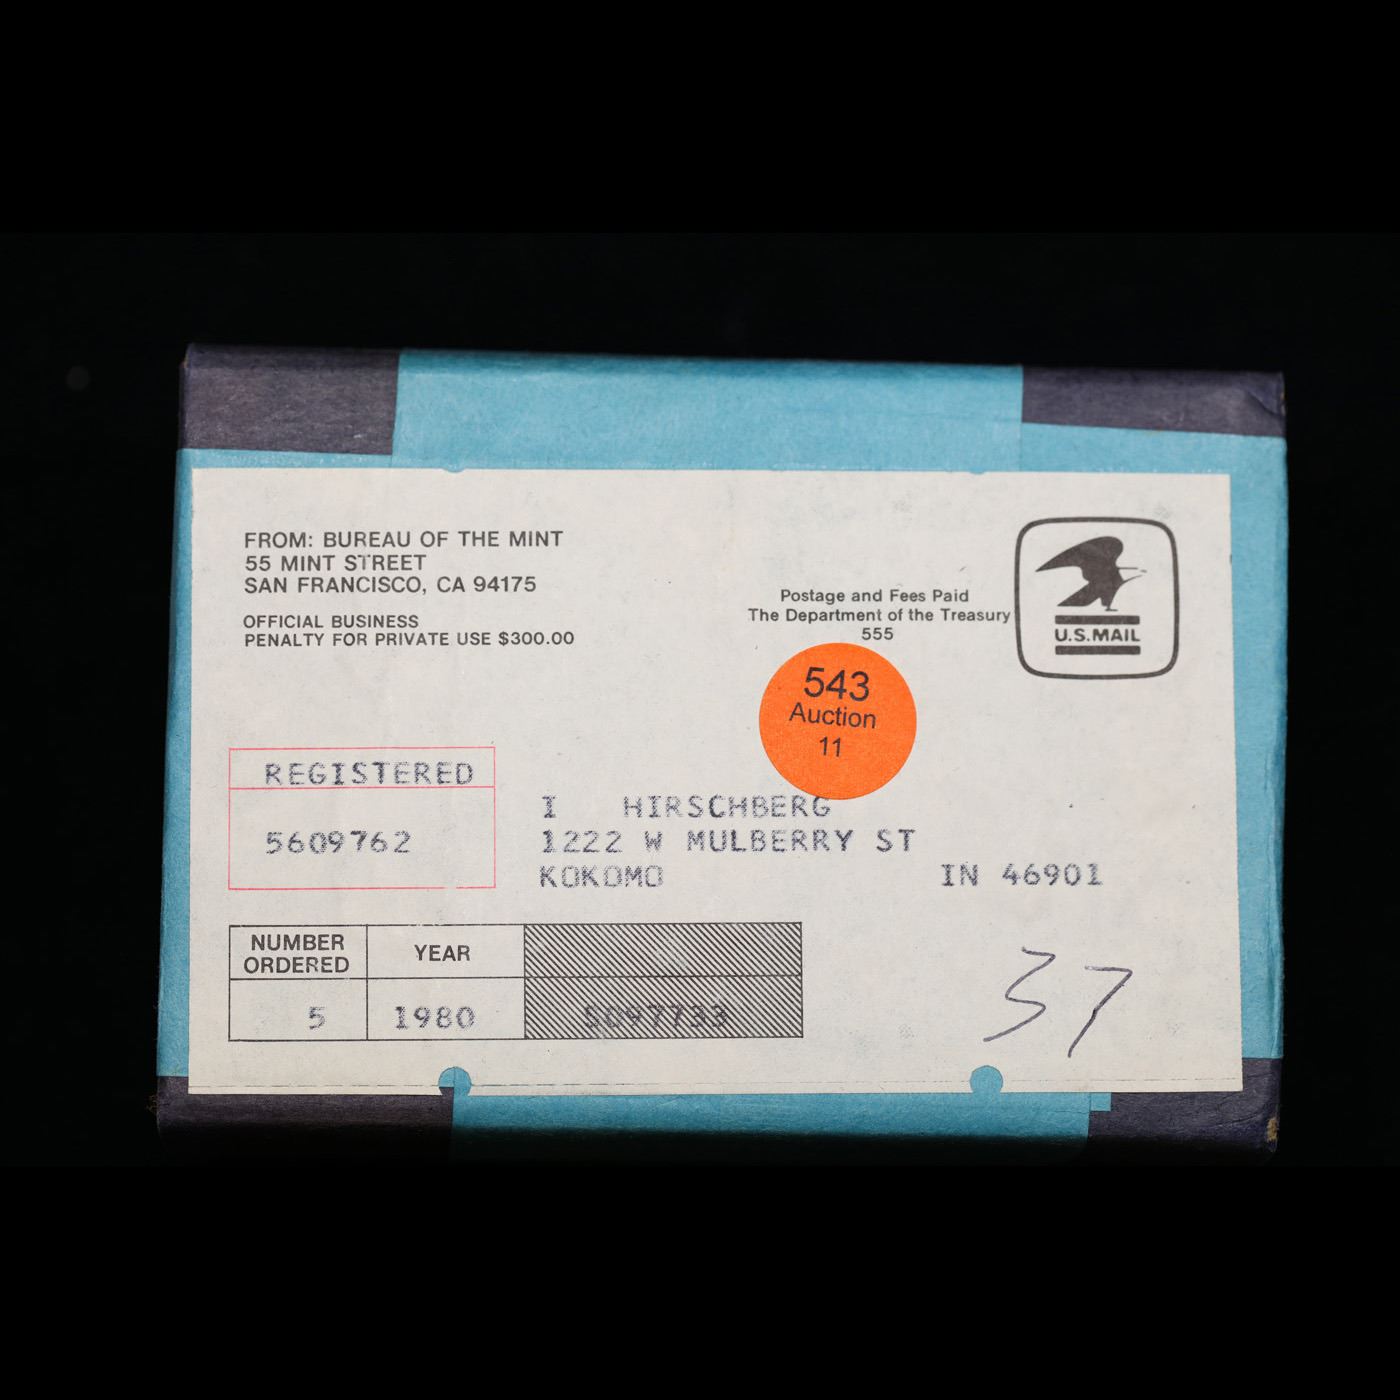 FROM: BUREAU OF THE MINT
55 MINT STREET
SAN FRANCISCO, CA 94175
OFFICIAL BUSINESS
PENALTY FOR PRIVATE USE $300.00
Postage and Fees Paid
The Department of the Treasury
555
U.S.MAIL
543
Auction
11
REGISTERED
5609762
I HIRSCHBERG
1222 W MULBERRY ST
KOKOMO IN 46901
NUMBER ORDERED YEAR
5 1980 5097733
37